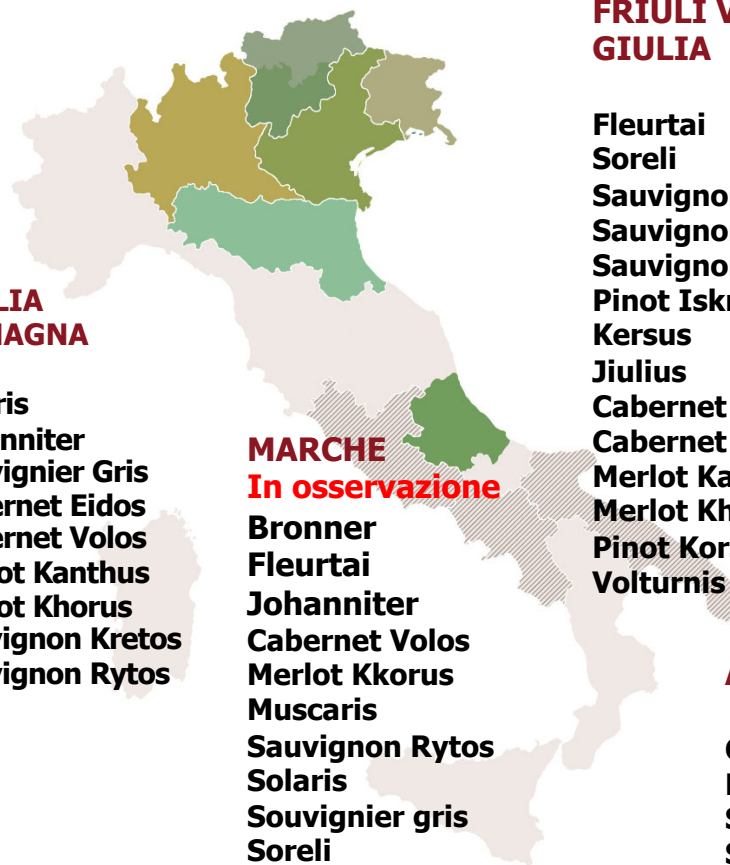 FRIULI V
GIULIA
Fleurtai
Soreli
Sauvigno
Sauvigno
Sauvigno
Pinot Isk
Kersus
Jiulius
Cabernet
Cabernet
Merlot Ka
Merlot Kh
Pinot Kor
Volturnis
LIA
MAGNA
ris
nniter
vignier Gris
ernet Eidos
ernet Volos
ot Kanthus
ot Khorus
vignon Kretos
vignon Rytos
MARCHE
In osservazione
Bronner
Fleurtai
Johanniter
Cabernet Volos
Merlot Kkorus
Muscaris
Sauvignon Rytos
Solaris
Souvignier gris
Soreli